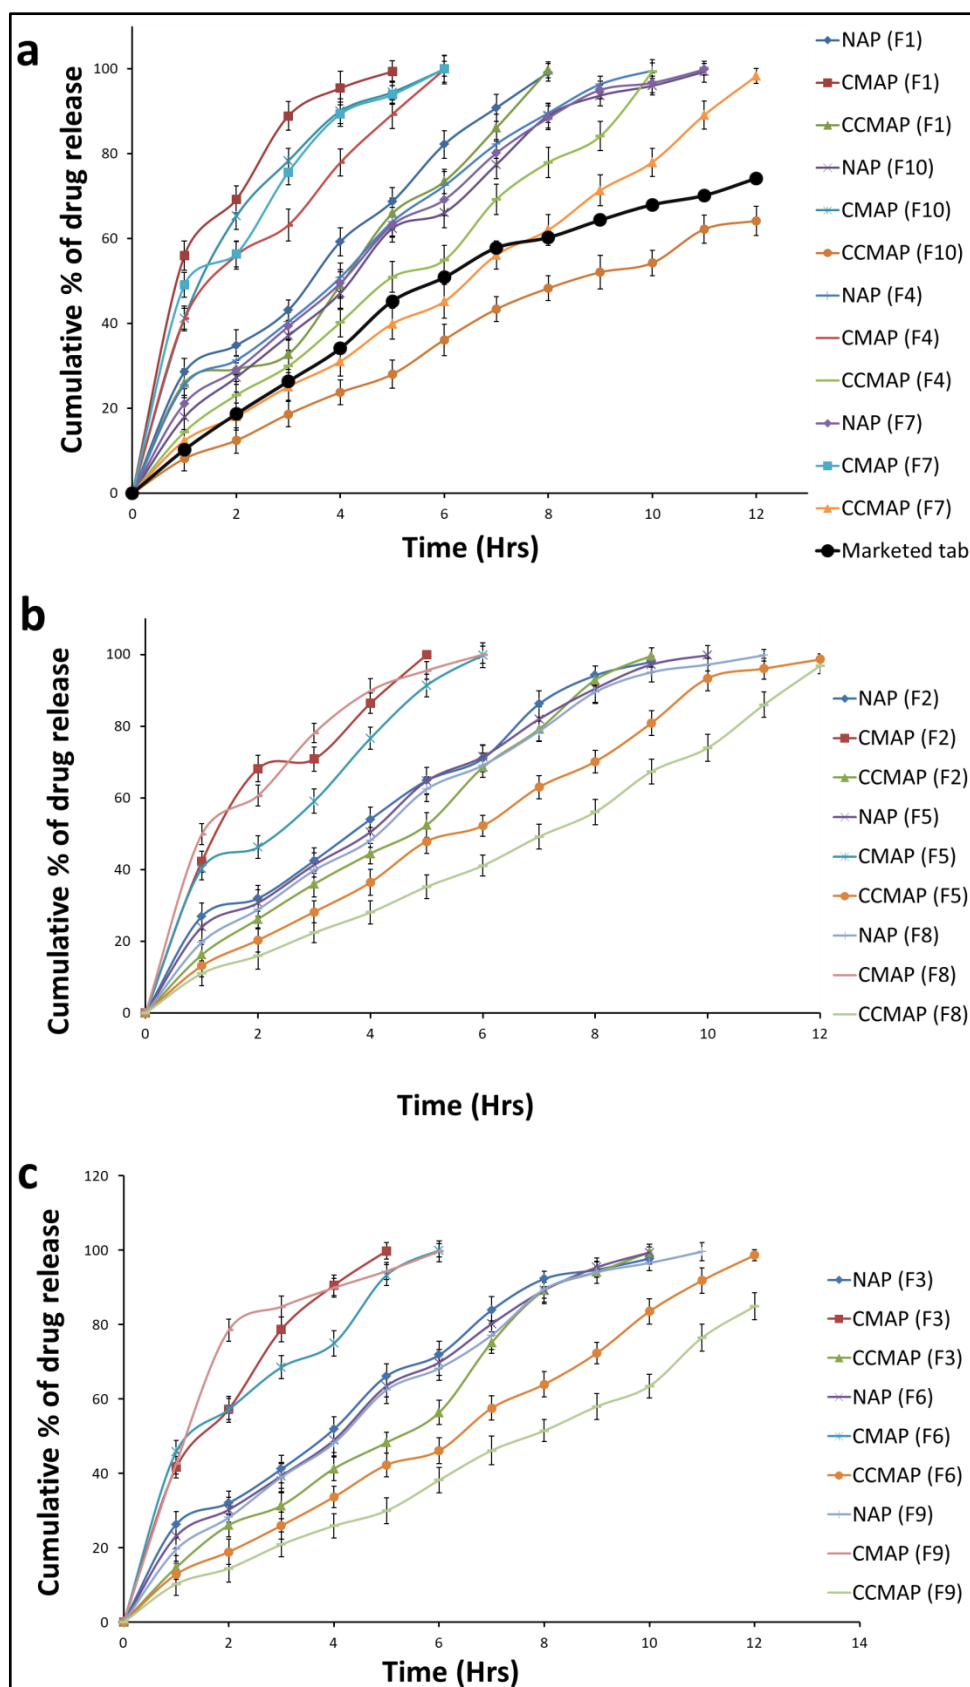 a
Cumulative % of drug release
120
100
80
60
40
20
0
0 2 4 6 8 10 12
Time (Hrs)
NAP (F1)
CMAP (F1)
CCMAP (F1)
NAP (F10)
CMAP (F10)
CCMAP (F10)
NAP (F4)
CMAP (F4)
CCMAP (F4)
NAP (F7)
CMAP (F7)
CCMAP (F7)
Marketed tab
b
Cumulative % of drug release
100
80
60
40
20
0
0 2 4 6 8 10 12
Time (Hrs)
NAP (F2)
CMAP (F2)
CCMAP (F2)
NAP (F5)
CMAP (F5)
CCMAP (F5)
NAP (F8)
CMAP (F8)
CCMAP (F8)
c
Cumulative % of drug release
120
100
80
60
40
20
0
0 2 4 6 8 10 12 14
Time (Hrs)
NAP (F3)
CMAP (F3)
CCMAP (F3)
NAP (F6)
CMAP (F6)
CCMAP (F6)
NAP (F9)
CMAP (F9)
CCMAP (F9)